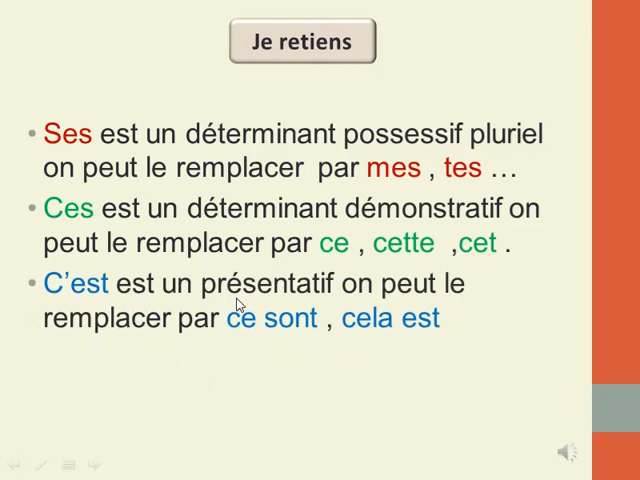 Je retiens
• Ses est un déterminant possessif pluriel
on peut le remplacer par mes , tes …
• Ces est un déterminant démonstratif on
peut le remplacer par ce , cette ,cet .
• C’est est un présentatif on peut le
remplacer par ce sont , cela est